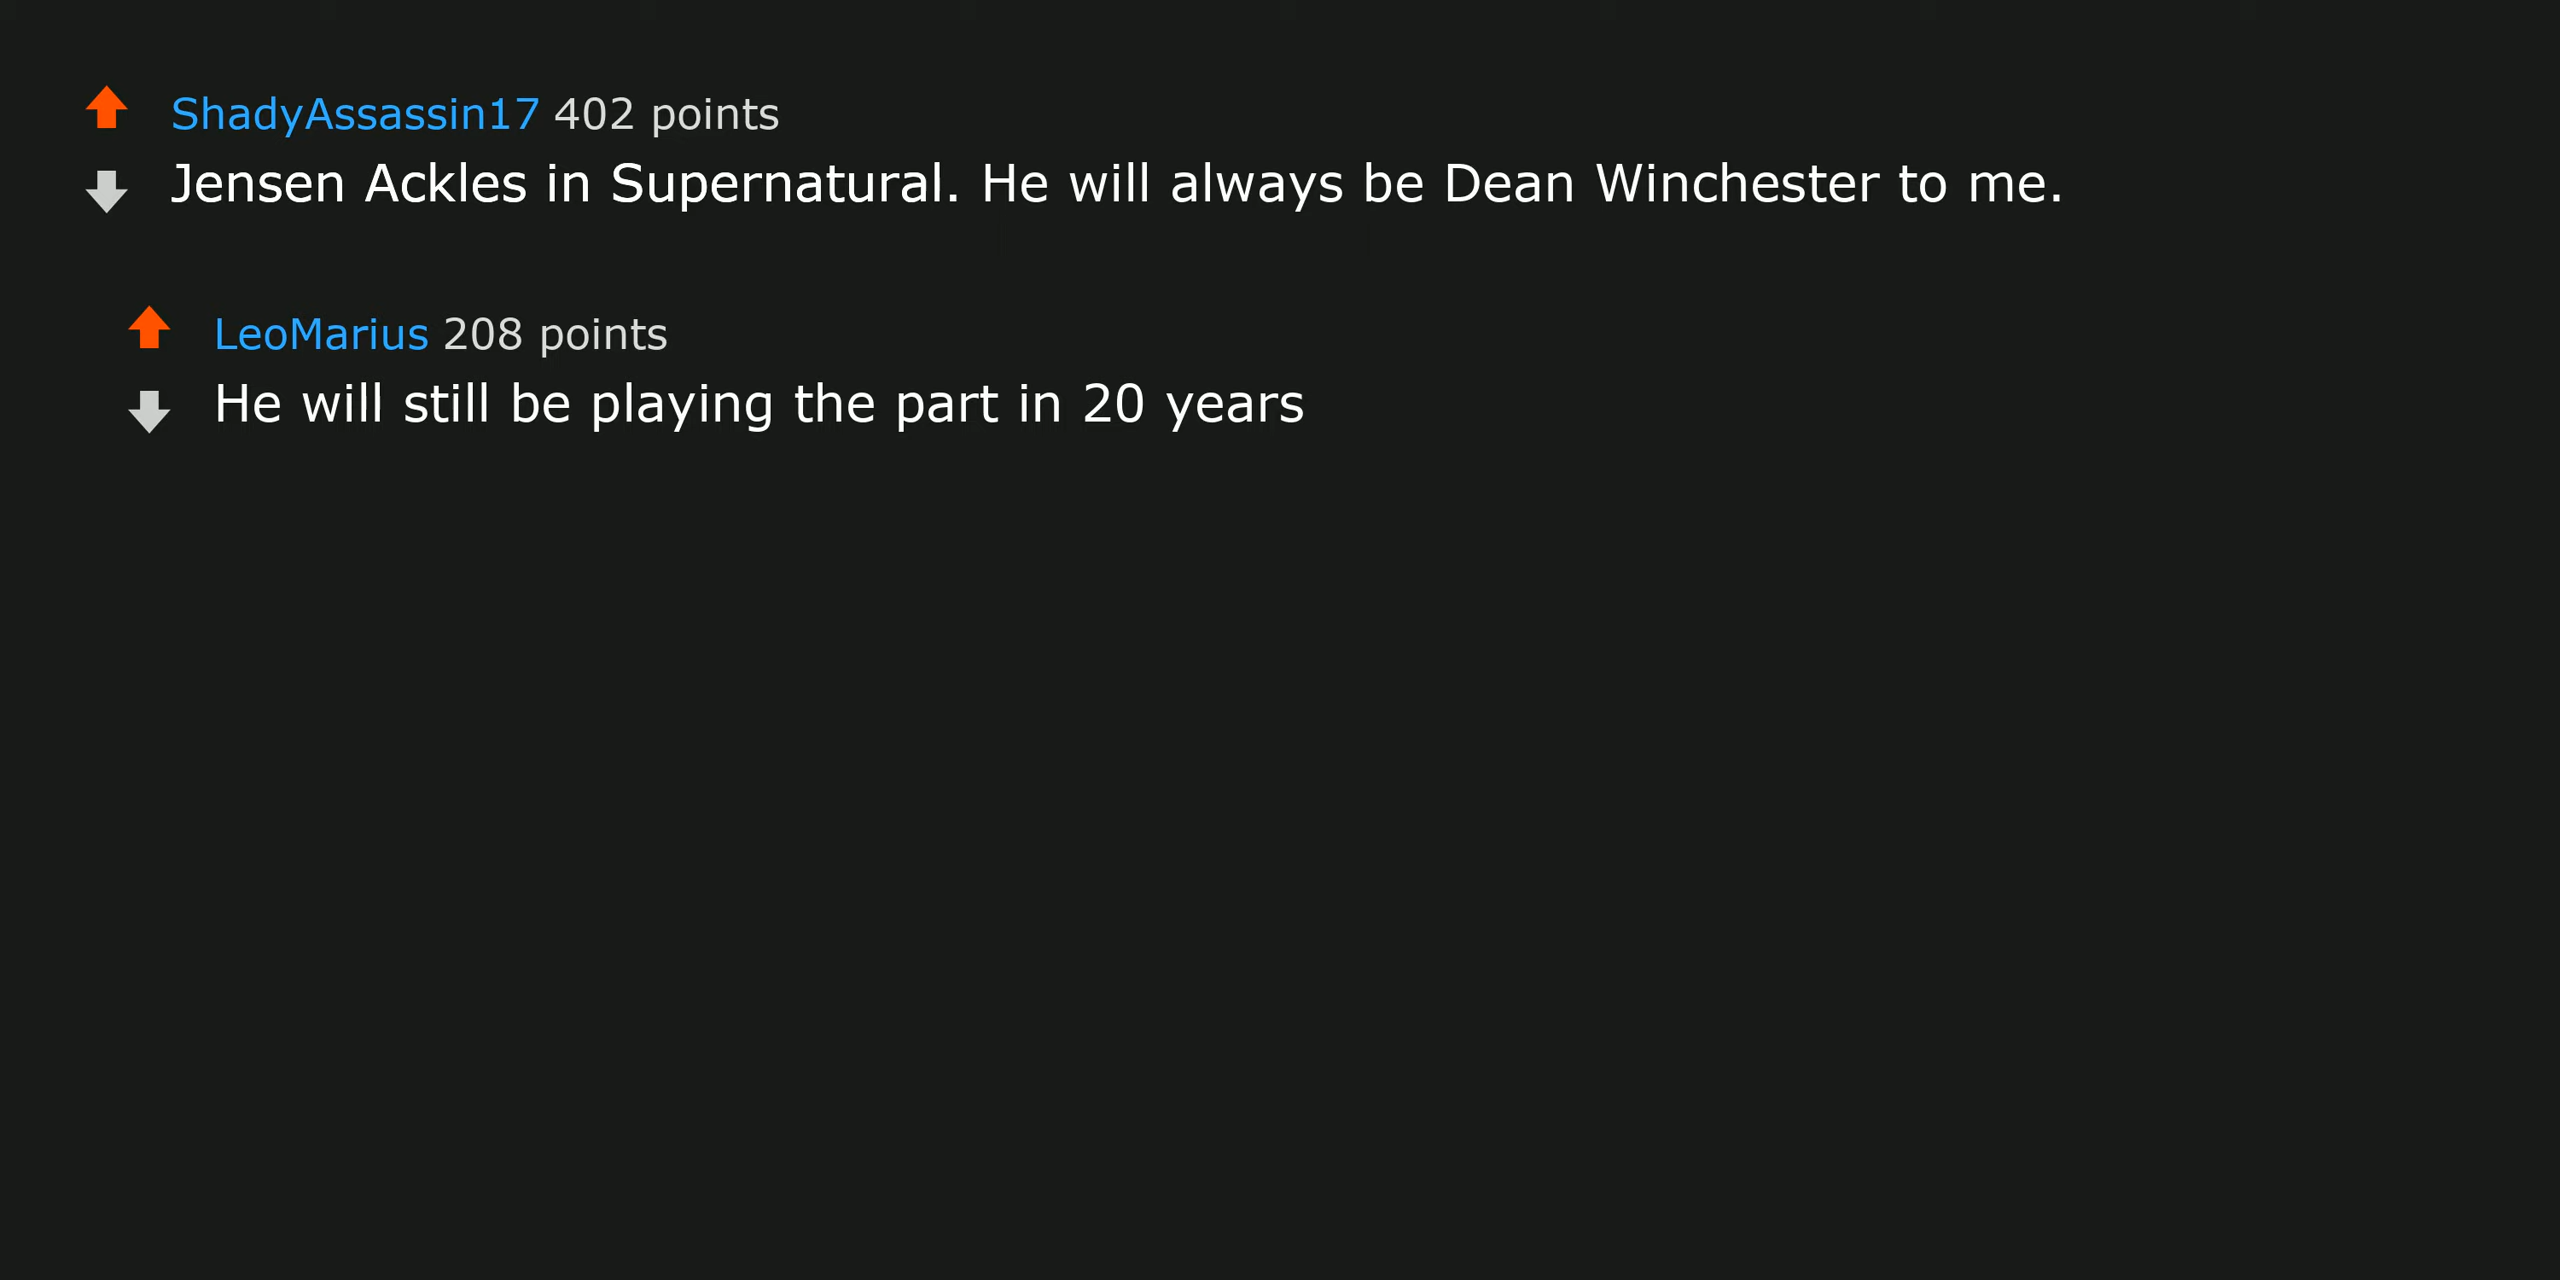 ShadyAssassin17 402 points
Jensen Ackles in Supernatural. He will always be Dean Winchester to me.
LeoMarius 208 points
He will still be playing the part in 20 years